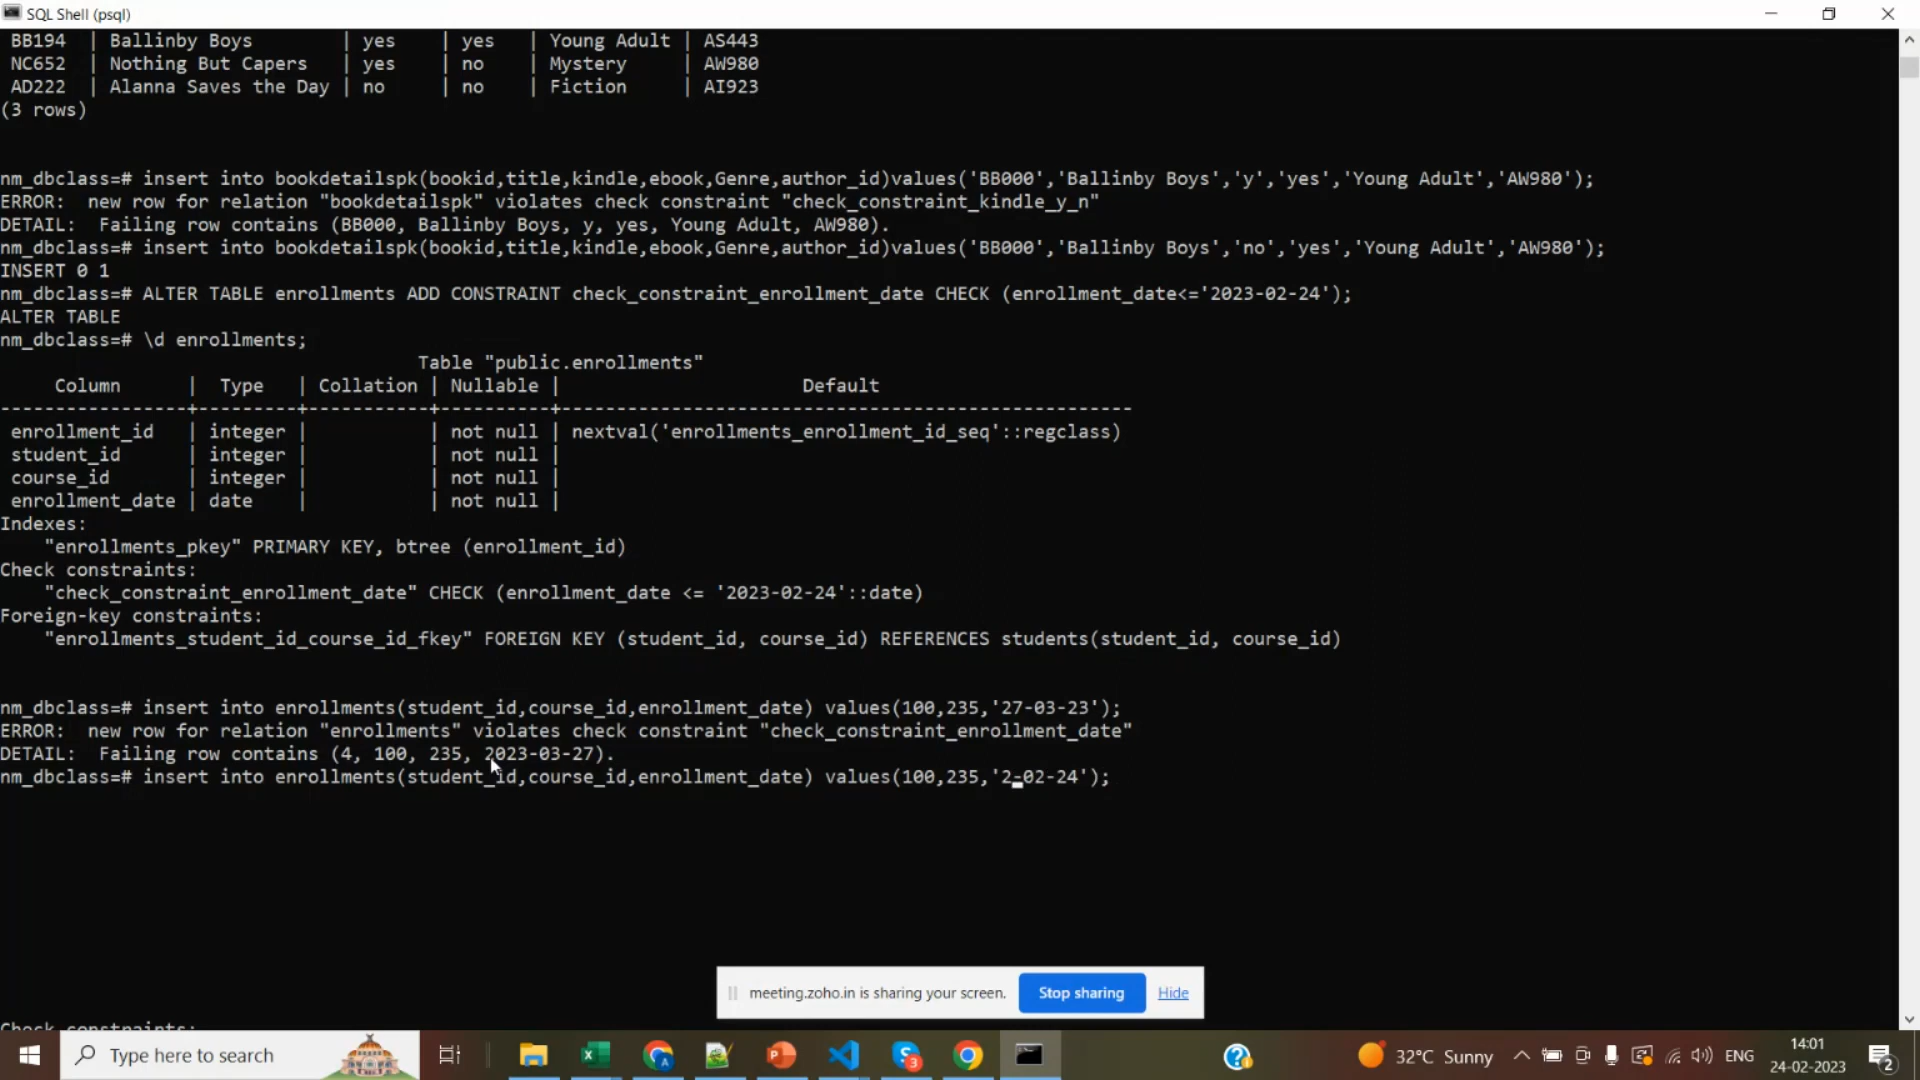 SQL Shell (psql)
BB194 | Ballinby Boys | yes | yes | Young Adult | AS443
NC652 | Nothing But Capers | yes | no | Mystery | AW980
AD222 | Alanna Saves the Day | no | no | Fiction | AI923
(3 rows)
nm_dbclass=# insert into bookdetailspk(bookid,title,kindle,ebook,Genre,author_id)values('BB000','Ballinby Boys','y','yes','Young Adult','AW980');
ERROR:  new row for relation "bookdetailspk" violates check constraint "check_constraint_kindle_y_n"
DETAIL:  Failing row contains (BB000, Ballinby Boys, y, yes, Young Adult, AW980).
nm_dbclass=# insert into bookdetailspk(bookid,title,kindle,ebook,Genre,author_id)values('BB000','Ballinby Boys','no','yes','Young Adult','AW980');
INSERT 0 1
nm_dbclass=# ALTER TABLE enrollments ADD CONSTRAINT check_constraint_enrollment_date CHECK (enrollment_date<='2023-02-24');
ALTER TABLE
nm_dbclass=# \d enrollments;
Table "public.enrollments"
Column | Type | Collation | Nullable | Default
-----------------+---------+-----------+----------+----------------------------------------------------
enrollment_id | integer | | not null | nextval('enrollments_enrollment_id_seq'::regclass)
student_id | integer | | not null |
course_id | integer | | not null |
enrollment_date | date | | not null |
Indexes:
"enrollments_pkey" PRIMARY KEY, btree (enrollment_id)
Check constraints:
"check_constraint_enrollment_date" CHECK (enrollment_date <= '2023-02-24'::date)
Foreign-key constraints:
"enrollments_student_id_course_id_fkey" FOREIGN KEY (student_id, course_id) REFERENCES students(student_id, course_id)
nm_dbclass=# insert into enrollments(student_id,course_id,enrollment_date) values(100,235,'27-03-23');
ERROR:  new row for relation "enrollments" violates check constraint "check_constraint_enrollment_date"
DETAIL:  Failing row contains (4, 100, 235, 2023-03-27).
nm_dbclass=# insert into enrollments(student_id,course_id,enrollment_date) values(100,235,'2-02-24');
meeting.zoho.in is sharing your screen. Stop sharing Hide
Check constraints:
Type here to search
32°C Sunny ENG 14:01
24-02-2023